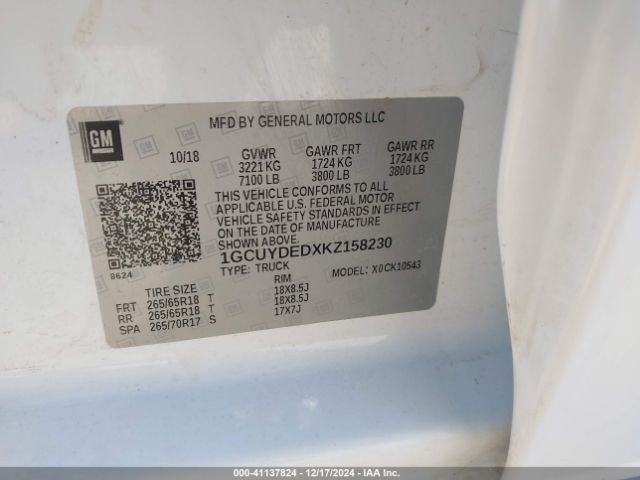 MFD BY GENERAL MOTORS LLC
GM
10/18 GVWR GAWR FRT GAWR RR
3221 KG 1724 KG 1724 KG
7100 LB 3800 LB 3800 LB
THIS VEHICLE CONFORMS TO ALL
APPLICABLE U.S. FEDERAL MOTOR
VEHICLE SAFETY STANDARDS IN EFFECT
ON THE DATE OF MANUFACTURE
SHOWN ABOVE.
1GCUYDEDXKZ158230
8624 TYPE: TRUCK MODEL: X0CK10543
TIRE SIZE RIM
FRT 265/65R18 T 18X8.5J
RR 265/65R18 T 18X8.5J
SPA 265/70R17 S 17X7J
000-41137824 | 12/17/2024 - IAA Inc.